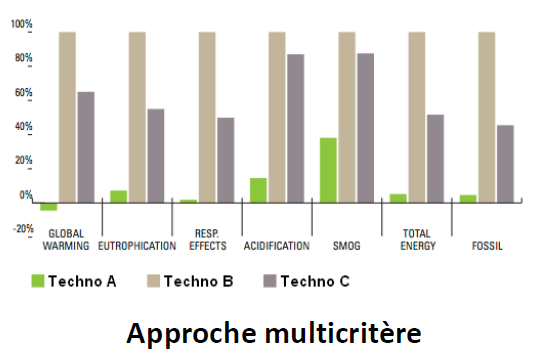 100%
80%
60%
40%
20%
0%
-20%
GLOBAL
WARMING
EUTROPHICATION
RESP.
EFFECTS
ACIDIFICATION
SMOG
TOTAL
ENERGY
FOSSIL
Techno A
Techno B
Techno C
Approche multicritère